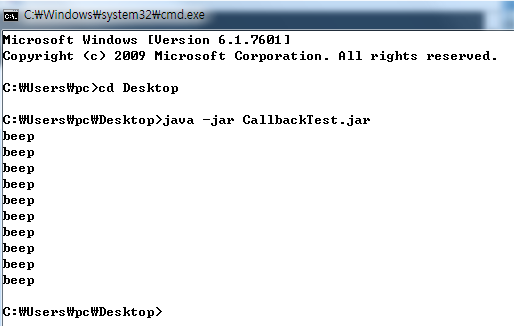 C:₩Windows₩system32₩cmd.exe
Microsoft Windows [Version 6.1.7601]
Copyright (c) 2009 Microsoft Corporation. All rights reserved.
C:₩Users₩pc>cd Desktop
C:₩Users₩pc₩Desktop>java -jar CallbackTest.jar
beep
beep
beep
beep
beep
beep
beep
beep
beep
beep
C:₩Users₩pc₩Desktop>